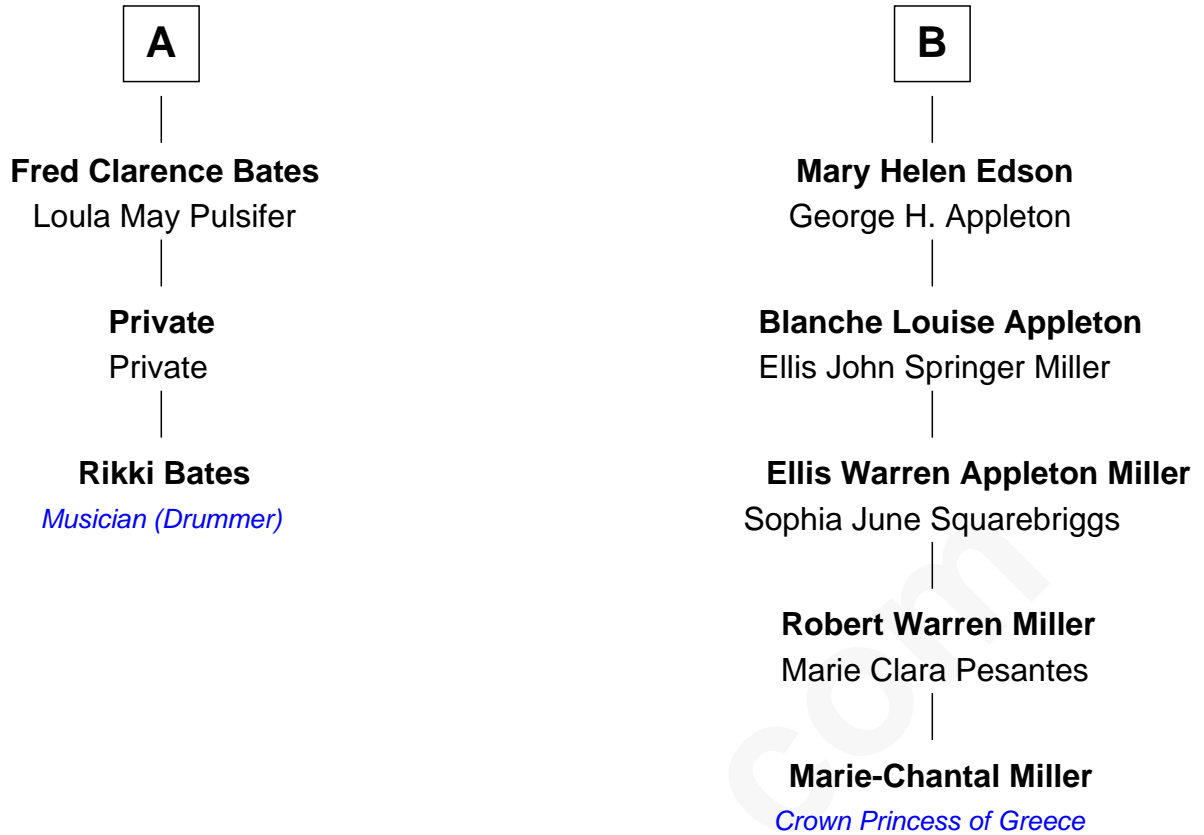 A
Fred Clarence Bates
Loula May Pulsifer
Private
Private
Rikki Bates
Musician (Drummer)
B
Mary Helen Edson
George H. Appleton
Blanche Louise Appleton
Ellis John Springer Miller
Ellis Warren Appleton Miller
Sophia June Squarebriggs
Robert Warren Miller
Marie Clara Pesantes
Marie-Chantal Miller
Crown Princess of Greece
com